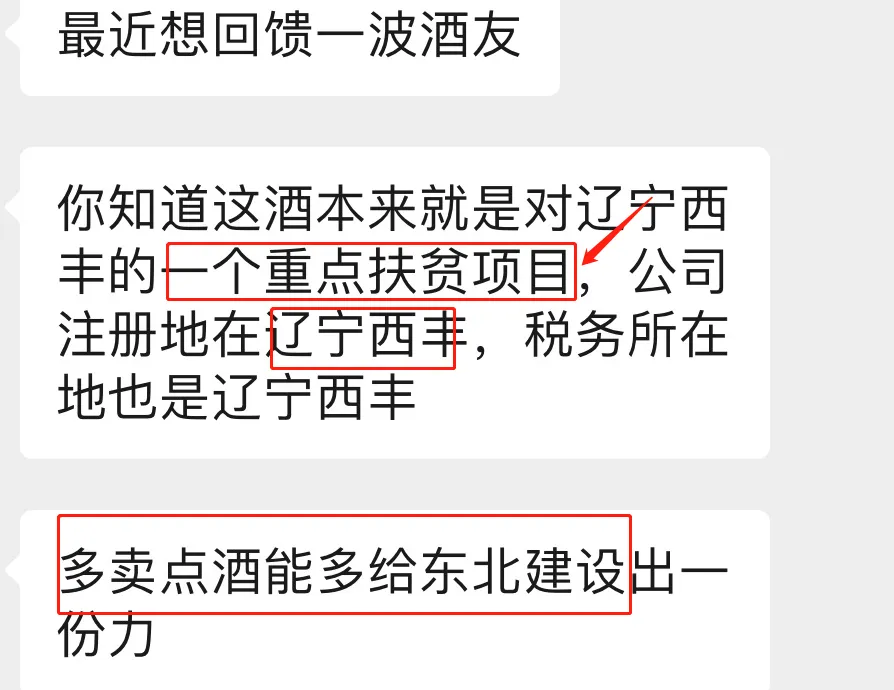 最近想回馈一波酒友
你知道这酒本来就是对辽宁西
丰的一个重点扶贫项目，公司
注册地在辽宁西丰，税务所在
地也是辽宁西丰
多卖点酒能多给东北建设出一
份力